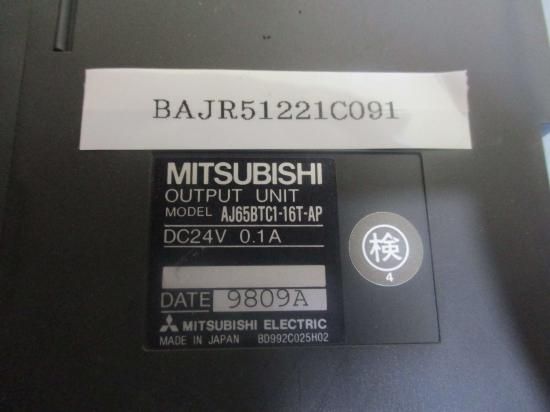 BAJR51221C091
MITSUBISHI
OUTPUT UNIT
MODEL AJ65BTC1-16T-AP
DC24V 0.1A
DATE 9809A
MITSUBISHI ELECTRIC
MADE IN JAPAN BD992C025H02
検
4